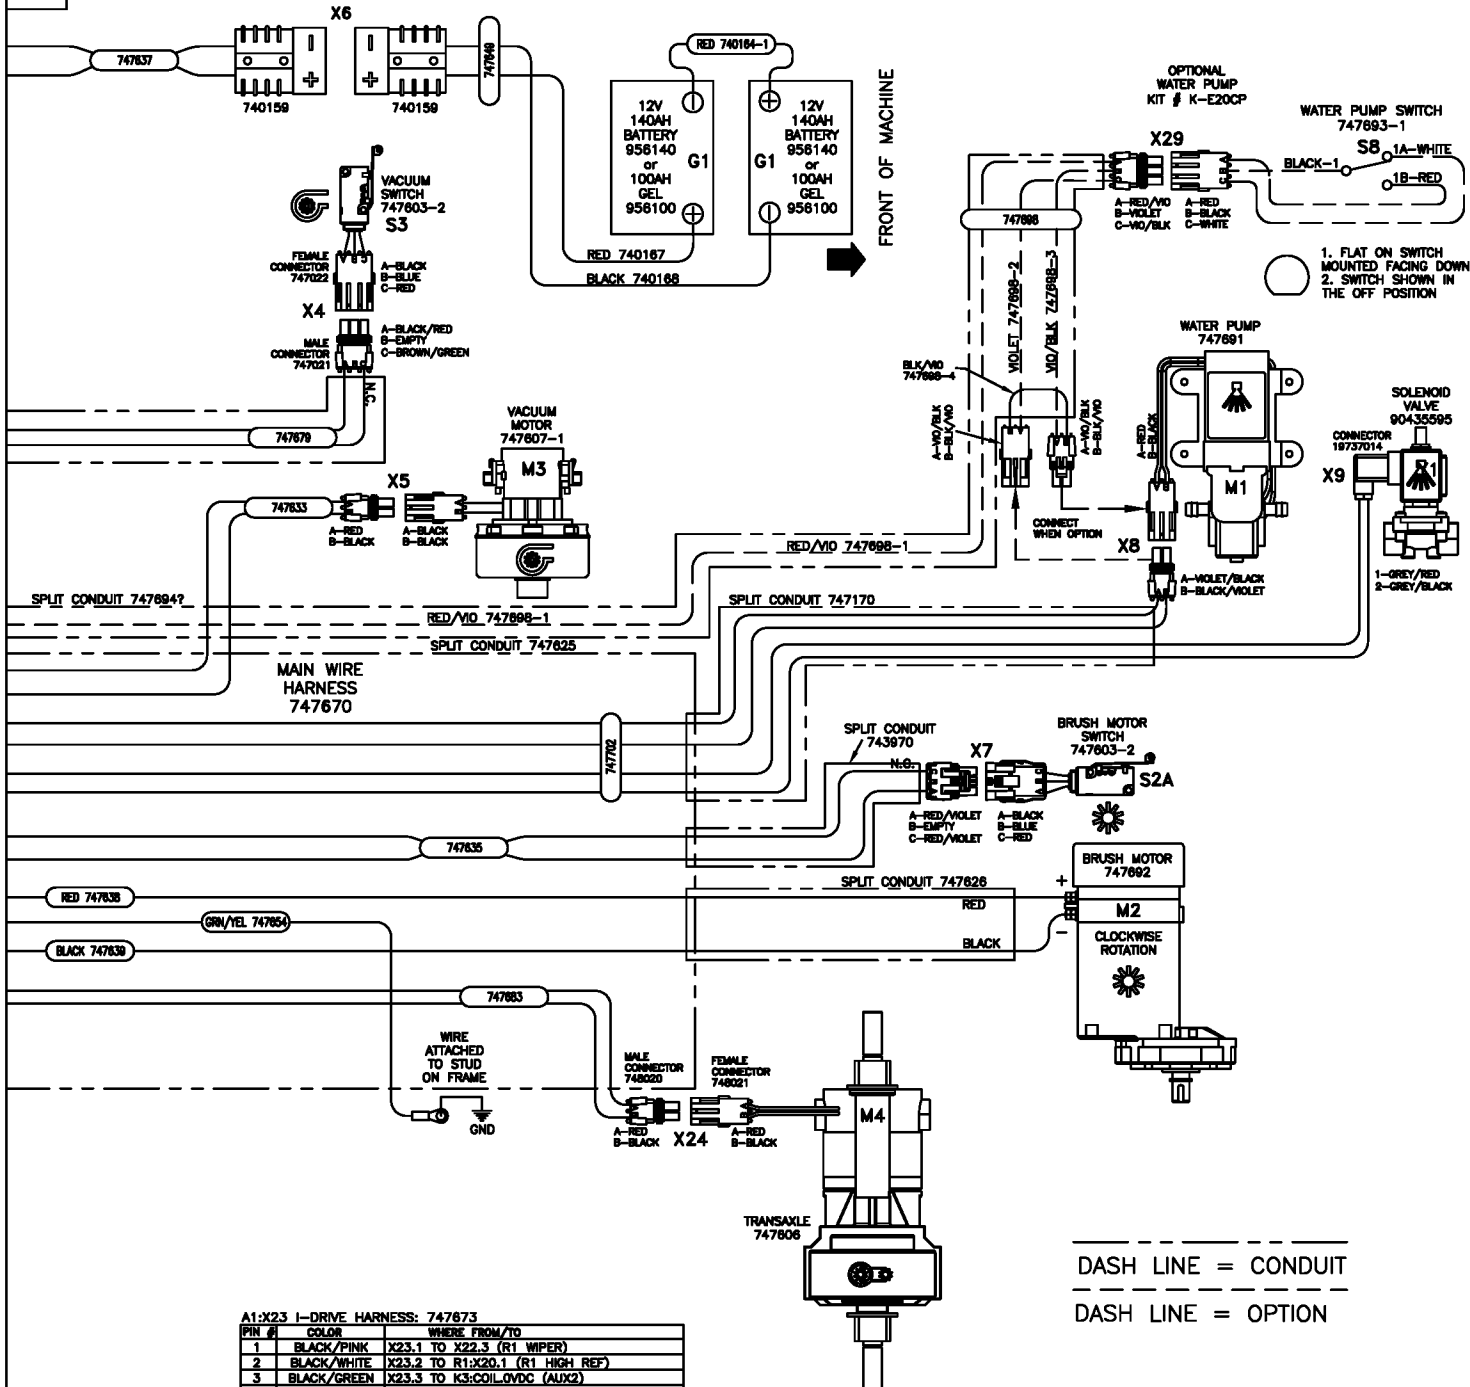 X6
747637
740159
740159
747649
RED 740164-1
12V
140AH
BATTERY
956140
or
100AH
GEL
956100
G1
G1
12V
140AH
BATTERY
956140
or
100AH
GEL
956100
FRONT OF MACHINE
RED 740167
BLACK 740168
VACUUM
SWITCH
747603-2
S3
FEMALE
CONNECTOR
747022
A-BLACK
B-BLUE
C-RED
X4
MALE
CONNECTOR
747021
A-BLACK/RED
B-EMPTY
C-BROWN/GREEN
N.C.
747679
OPTIONAL
WATER PUMP
KIT # K-E20CP
X29
A-RED/VIO
B-VIOLET
C-VIO/BLK
A-RED
B-BLACK
C-WHITE
WATER PUMP SWITCH
747693-1
S8
BLACK-1
1A-WHITE
1B-RED
1. FLAT ON SWITCH
MOUNTED FACING DOWN
2. SWITCH SHOWN IN
THE OFF POSITION
747698
VIOLET 747698-2
VIO/BLK 747698-3
BLK/VIO
747698-4
A-VIO/BLK
B-BLK/VIO
A-VIO/BLK
B-BLK/VIO
CONNECT
WHEN OPTION
WATER PUMP
747691
A-RED
B-BLACK
M1
X8
A-VIOLET/BLACK
B-BLACK/VIOLET
SOLENOID
VALVE
90435595
CONNECTOR
19737014
X9
1
1-GREY/RED
2-GREY/BLACK
VACUUM
MOTOR
747607-1
M3
X5
747633
A-RED
B-BLACK
A-BLACK
B-BLACK
RED/VIO 747698-1
SPLIT CONDUIT 747694?
SPLIT CONDUIT 747170
RED/VIO 747698-1
SPLIT CONDUIT 747625
MAIN WIRE
HARNESS
747670
747702
SPLIT CONDUIT
743970
N.O.
X7
BRUSH MOTOR
SWITCH
747603-2
S2A
A-RED/VIOLET
B-EMPTY
C-RED/VIOLET
A-BLACK
B-BLUE
C-RED
747635
SPLIT CONDUIT 747626
RED 747638
RED
GRN/YEL 747654
BLACK 747639
BLACK
BRUSH MOTOR
747692
+
M2
-
CLOCKWISE
ROTATION
747683
WIRE
ATTACHED
TO STUD
ON FRAME
GND
MALE
CONNECTOR
748020
FEMALE
CONNECTOR
748021
A-RED
B-BLACK
X24
A-RED
B-BLACK
M4
TRANSAXLE
747606
DASH LINE = CONDUIT
DASH LINE = OPTION
A1:X23 I-DRIVE HARNESS: 747673
PIN # COLOR WHERE FROM/TO
1 BLACK/PINK X23.1 TO X22.3 (R1 WIPER)
2 BLACK/WHITE X23.2 TO R1:X20.1 (R1 HIGH REF)
3 BLACK/GREEN X23.3 TO K3:COIL.0VDC (AUX2)